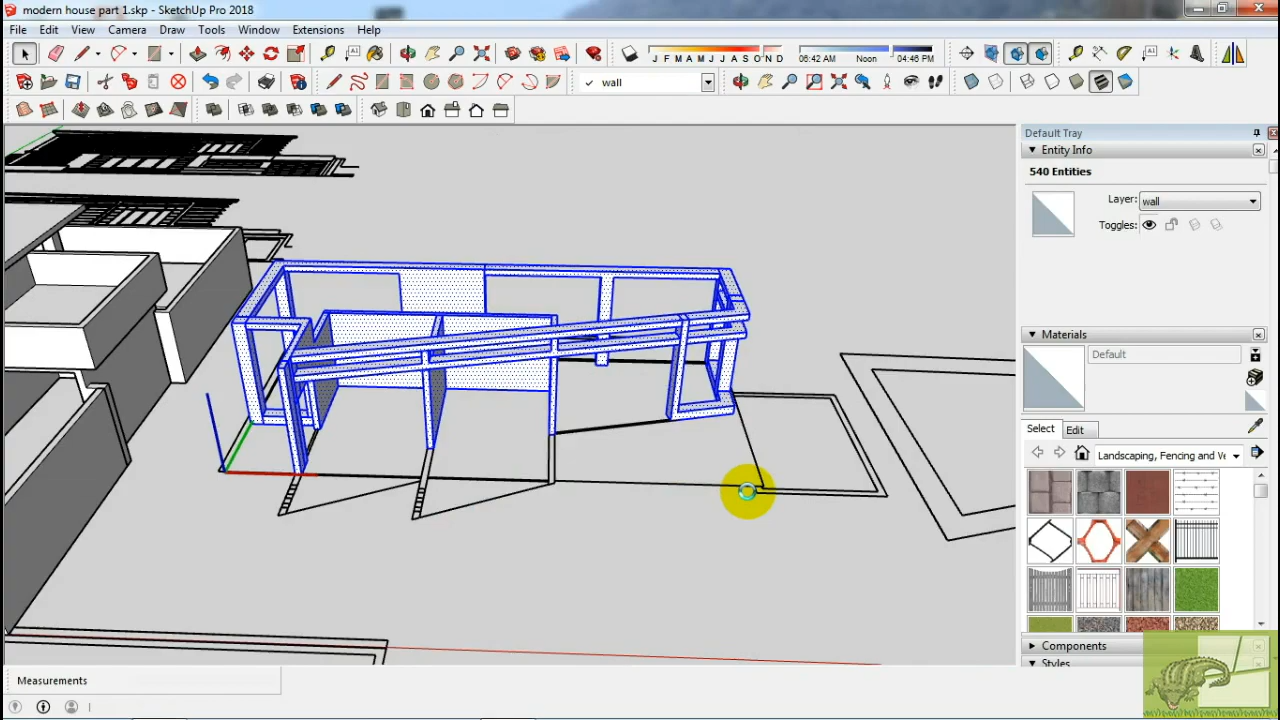 modern house part 1.skp - SketchUp Pro 2018
File Edit View Camera Draw Tools Window Extensions Help
J F M A M J J A S O N D
06:42 AM Noon 04:46 PM
wall
Default Tray
Entity Info
540 Entities
Layer: wall
Toggles:
Materials
Default
Select Edit
Landscaping, Fencing and Ve
Components
Styles
Measurements